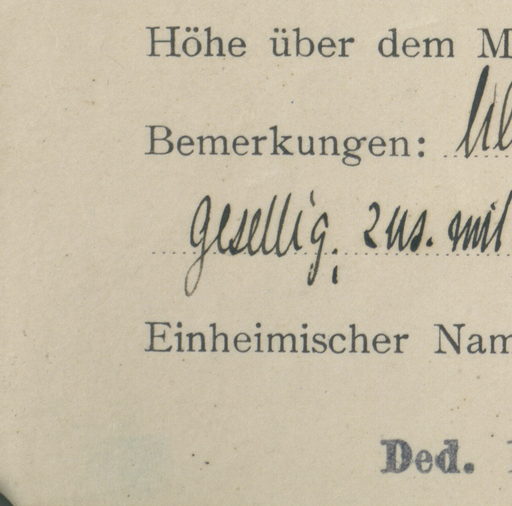 Höhe über dem M
Bemerkungen:
gesellig; zus. mit
Einheimischer Nam
Ded.